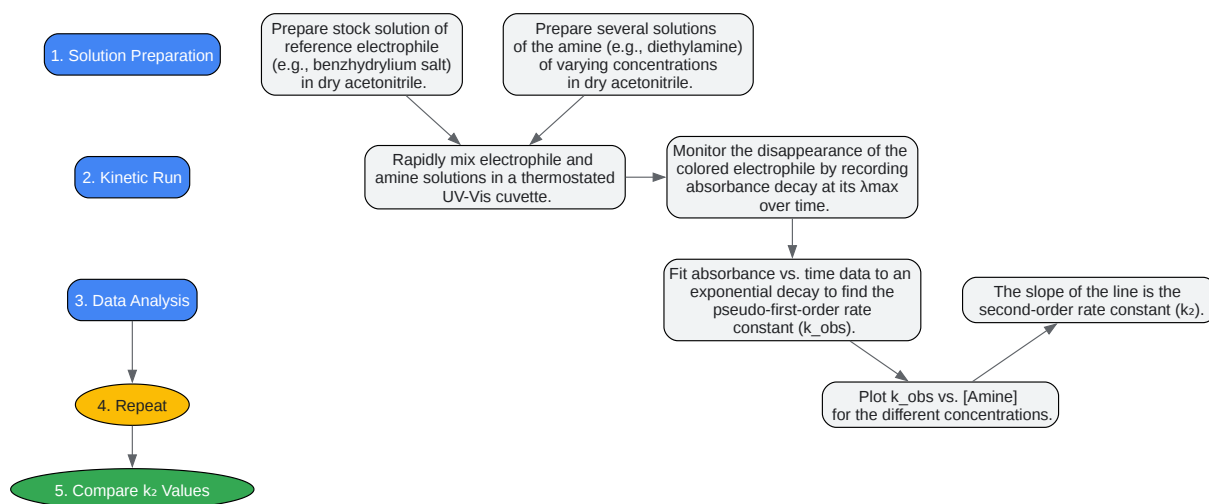 1. Solution Preparation
Prepare stock solution of
reference electrophile
(e.g., benzhydrylium salt)
in dry acetonitrile.
Prepare several solutions
of the amine (e.g., diethylamine)
of varying concentrations
in dry acetonitrile.
2. Kinetic Run
Rapidly mix electrophile and
amine solutions in a thermostated
UV-Vis cuvette.
Monitor the disappearance of the
colored electrophile by recording
absorbance decay at its λmax
over time.
3. Data Analysis
Fit absorbance vs. time data to an
exponential decay to find the
pseudo-first-order rate
constant (k_obs).
The slope of the line is the
second-order rate constant (k₂).
4. Repeat
Plot k_obs vs. [Amine]
for the different concentrations.
5. Compare k₂ Values